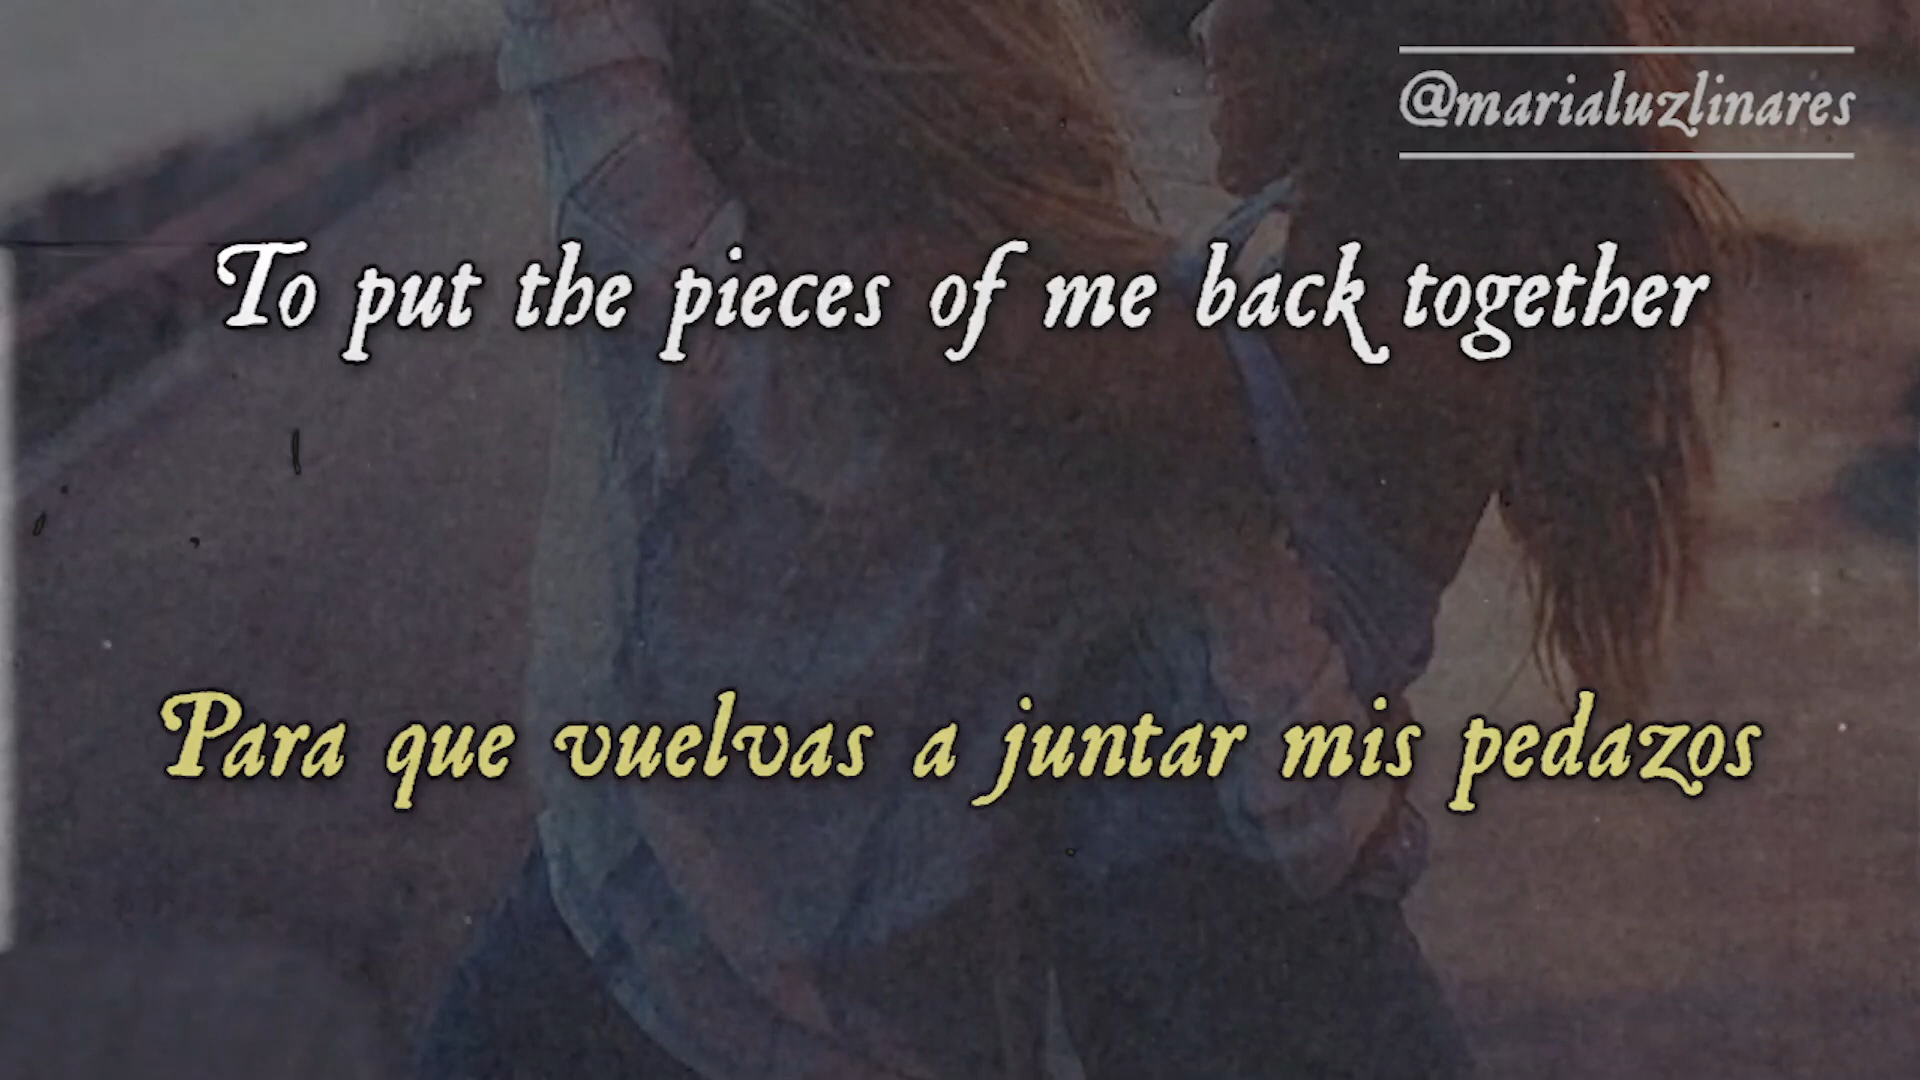 @marialuzlinares
To put the pieces of me back together
Para que vuelvas a juntar mis pedazos